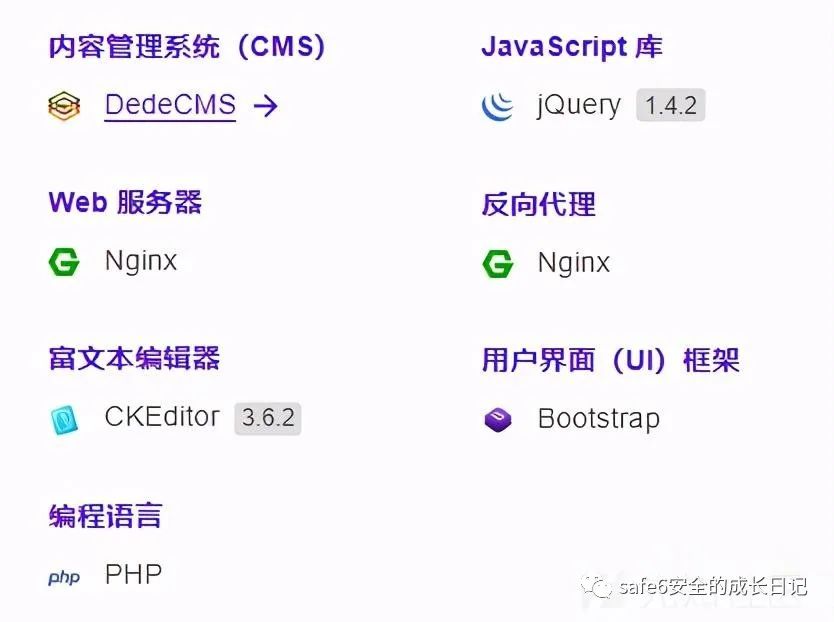 内容管理系统（CMS）
DedeCMS
JavaScript 库
jQuery 1.4.2
Web 服务器
Nginx
反向代理
Nginx
富文本编辑器
CKEditor 3.6.2
用户界面（UI）框架
Bootstrap
编程语言
php PHP
safe6安全的成长日记